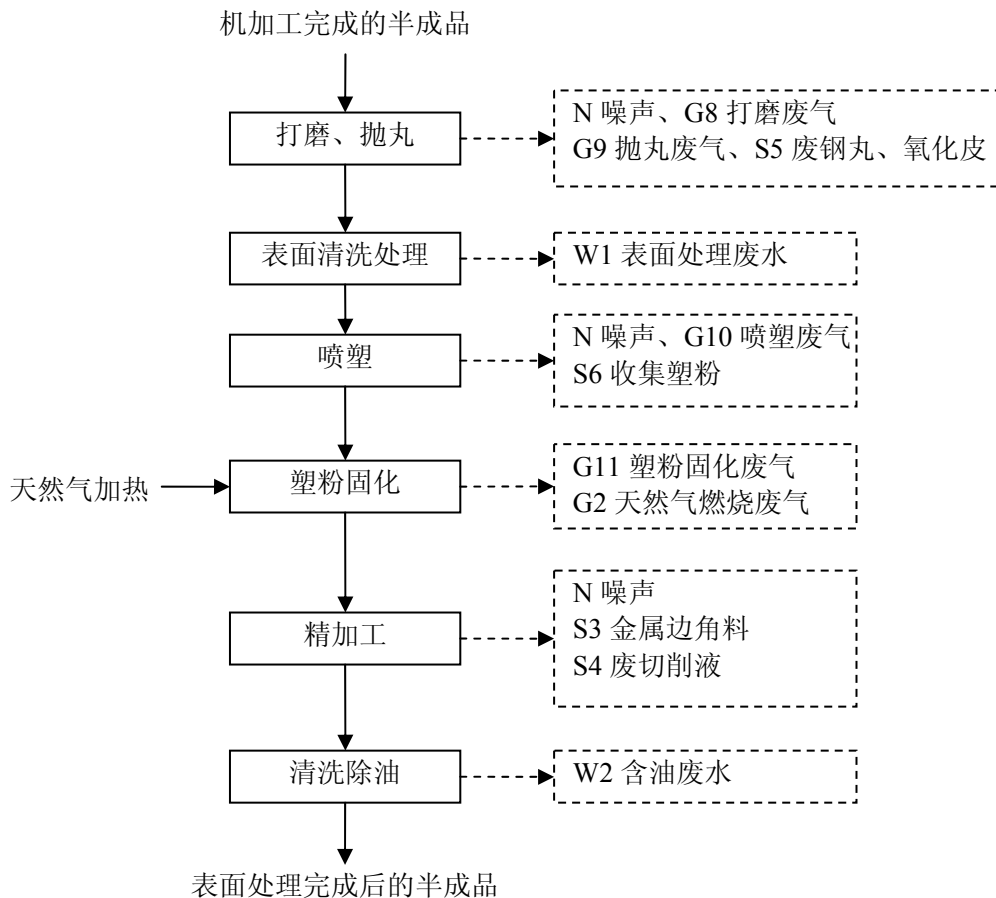 机加工完成的半成品
打磨、抛丸
N 噪声、G8 打磨废气
G9 抛丸废气、S5 废钢丸、氧化皮
表面清洗处理
W1 表面处理废水
喷塑
N 噪声、G10 喷塑废气
S6 收集塑粉
天然气加热
塑粉固化
G11 塑粉固化废气
G2 天然气燃烧废气
精加工
N 噪声
S3 金属边角料
S4 废切削液
清洗除油
W2 含油废水
表面处理完成后的半成品